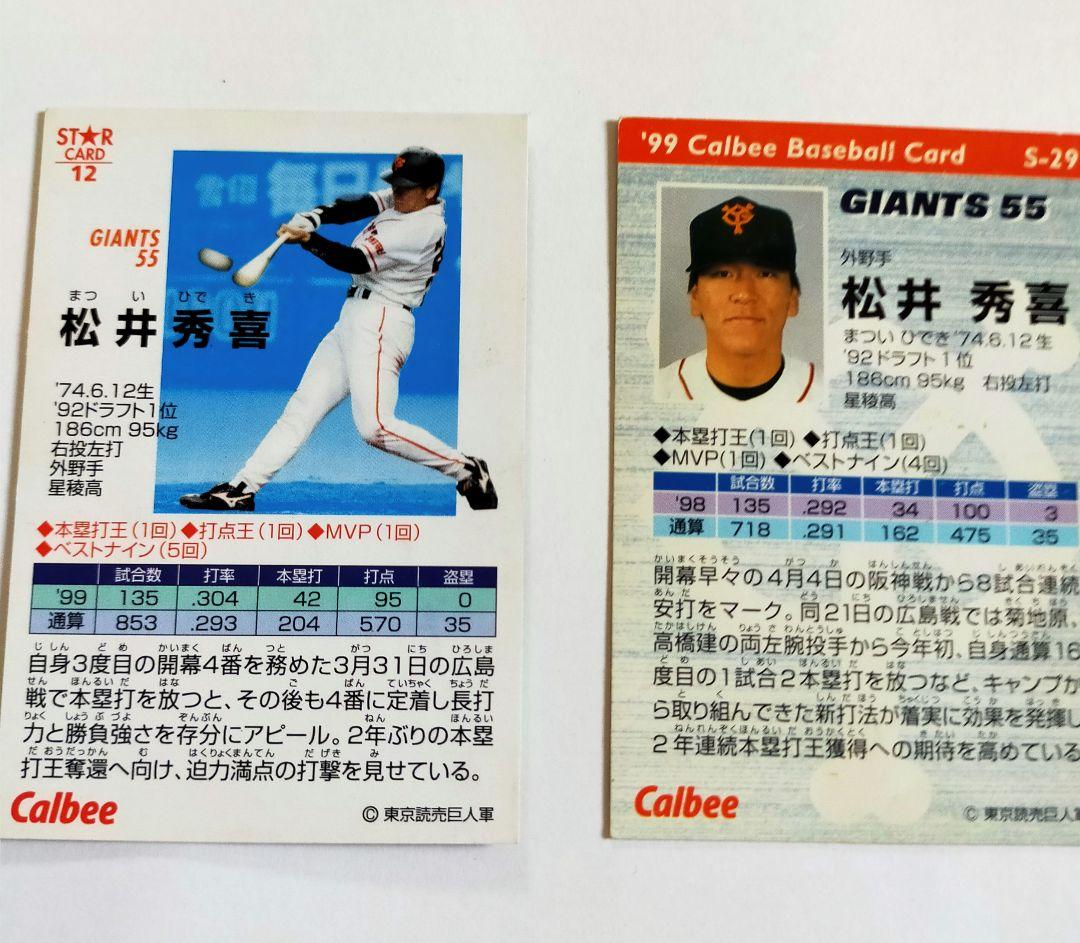 ST★R
CARD
12
GIANTS
55
まつ い ひで き
松井秀喜
'74.6.12生
'92ドラフト1位
186cm 95kg
右投左打
外野手
星稜高
◆本塁打王(1回)◆打点王(1回)◆MVP(1回)
◆ベストナイン(5回)
試合数 打率 本塁打 打点 盗塁
'99 135 .304 42 95 0
通算 853 .293 204 570 35
自身3度目の開幕4番を務めた3月31日の広島
戦で本塁打を放つと、その後も4番に定着し長打
力と勝負強さを存分にアピール。2年ぶりの本塁
打王奪還へ向け、迫力満点の打撃を見せている。
Calbee
© 東京読売巨人軍
'99 Calbee Baseball Card S-29
GIANTS 55
外野手
松井 秀喜
まつい ひでき '74.6.12生
'92ドラフト1位
186cm 95kg 右投左打
星稜高
◆本塁打王(1回) ◆打点王(1回)
◆MVP(1回) ◆ベストナイン(4回)
試合数 打率 本塁打 打点 盗塁
'98 135 .292 34 100 3
通算 718 .291 162 475 35
開幕早々の4月4日の阪神戦から8試合連続
安打をマーク。同21日の広島戦では菊地原、
高橋建の両左腕投手から今年初、自身通算16
度目の1試合2本塁打を放つなど、キャンプか
ら取り組んできた新打法が着実に効果を発揮し
2年連続本塁打王獲得への期待を高めている
Calbee
© 東京読売巨人